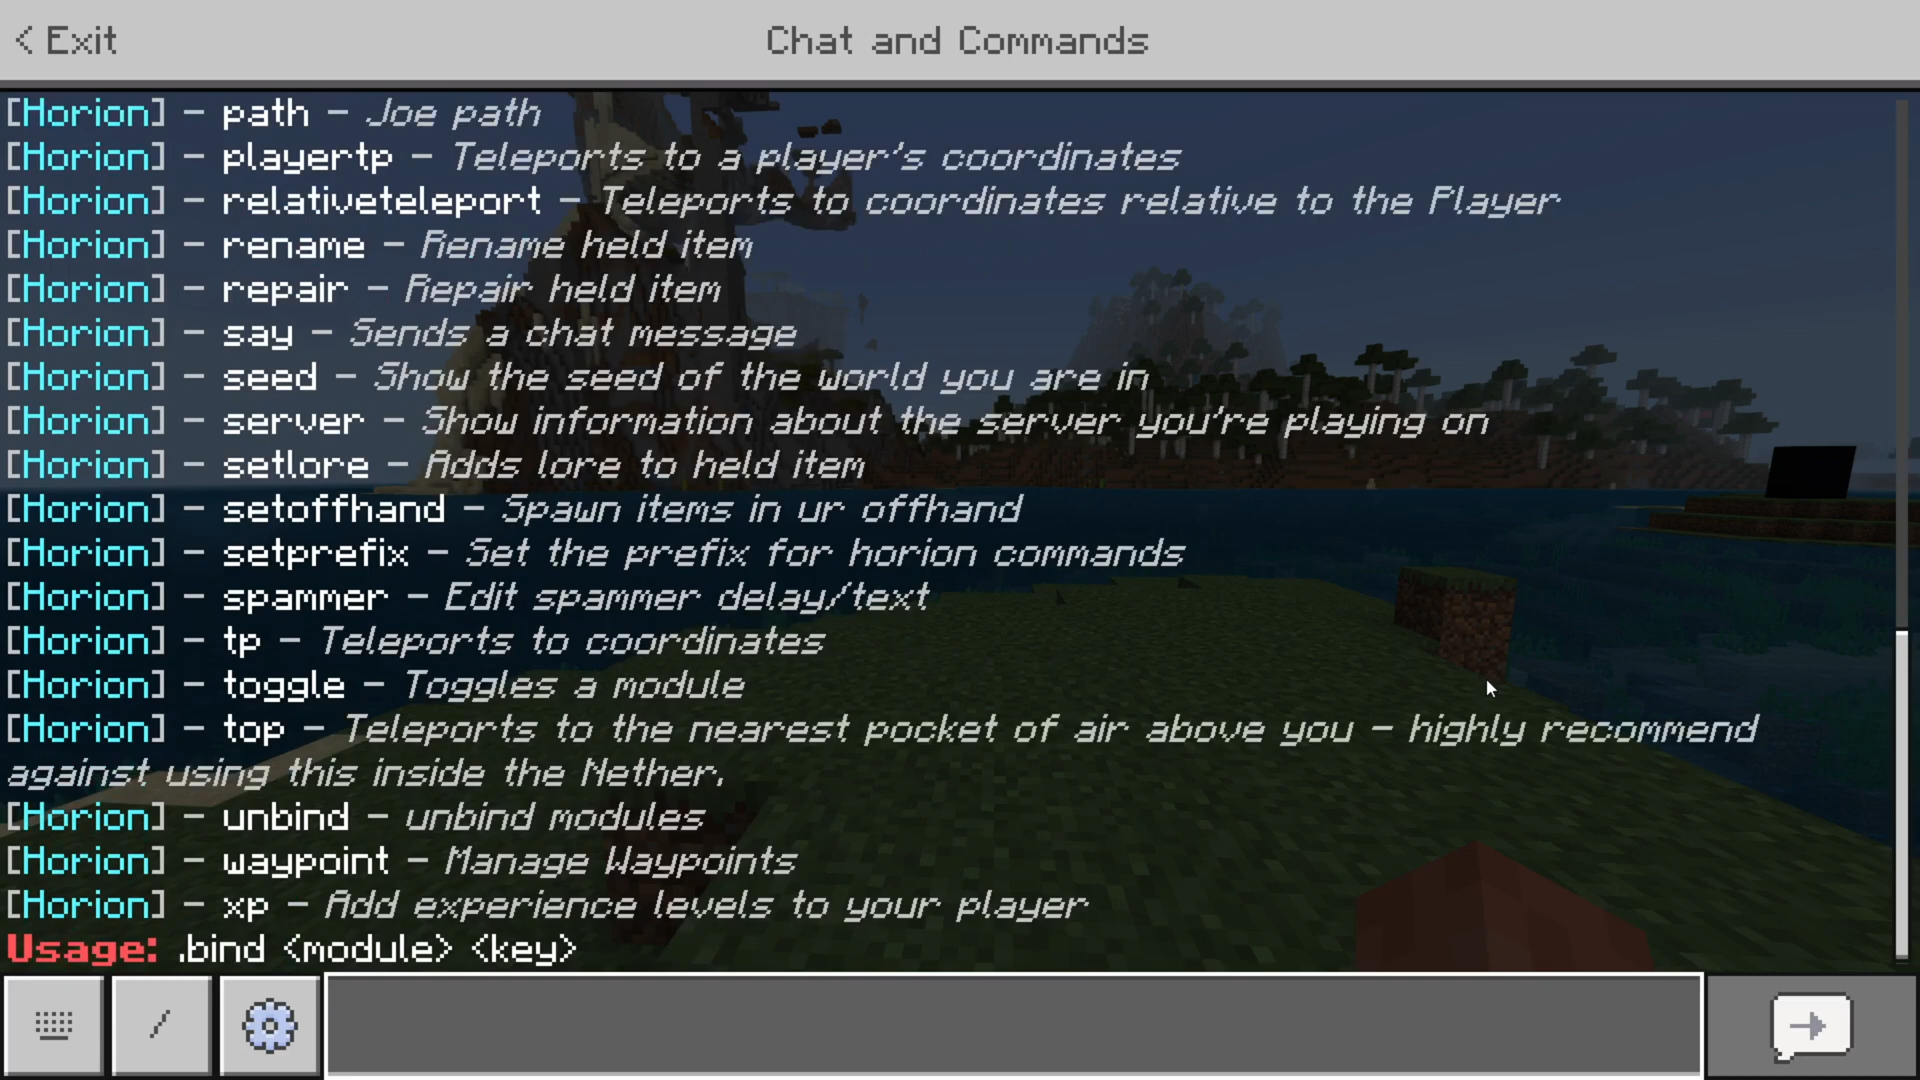 < Exit
Chat and Commands
[Horion] - path - Joe path
[Horion] - playertp - Teleports to a player's coordinates
[Horion] - relativeteleport - Teleports to coordinates relative to the Player
[Horion] - rename - Rename held item
[Horion] - repair - Repair held item
[Horion] - say - Sends a chat message
[Horion] - seed - Show the seed of the world you are in
[Horion] - server - Show information about the server you're playing on
[Horion] - setlore - Adds lore to held item
[Horion] - setoffhand - Spawn items in ur offhand
[Horion] - setprefix - Set the prefix for horion commands
[Horion] - spammer - Edit spammer delay/text
[Horion] - tp - Teleports to coordinates
[Horion] - toggle - Toggles a module
[Horion] - top - Teleports to the nearest pocket of air above you - highly recommend
against using this inside the Nether.
[Horion] - unbind - unbind modules
[Horion] - waypoint - Manage Waypoints
[Horion] - xp - Add experience levels to your player
Usage: .bind <module> <key>
/